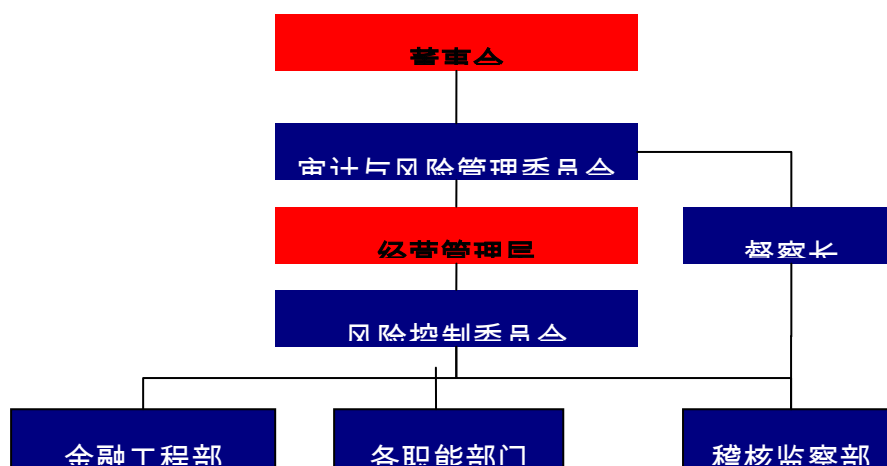 董事会
审计与风险管理委员会
经营管理层
督察长
风险控制委员会
金融工程部
各职能部门
稽核监察部